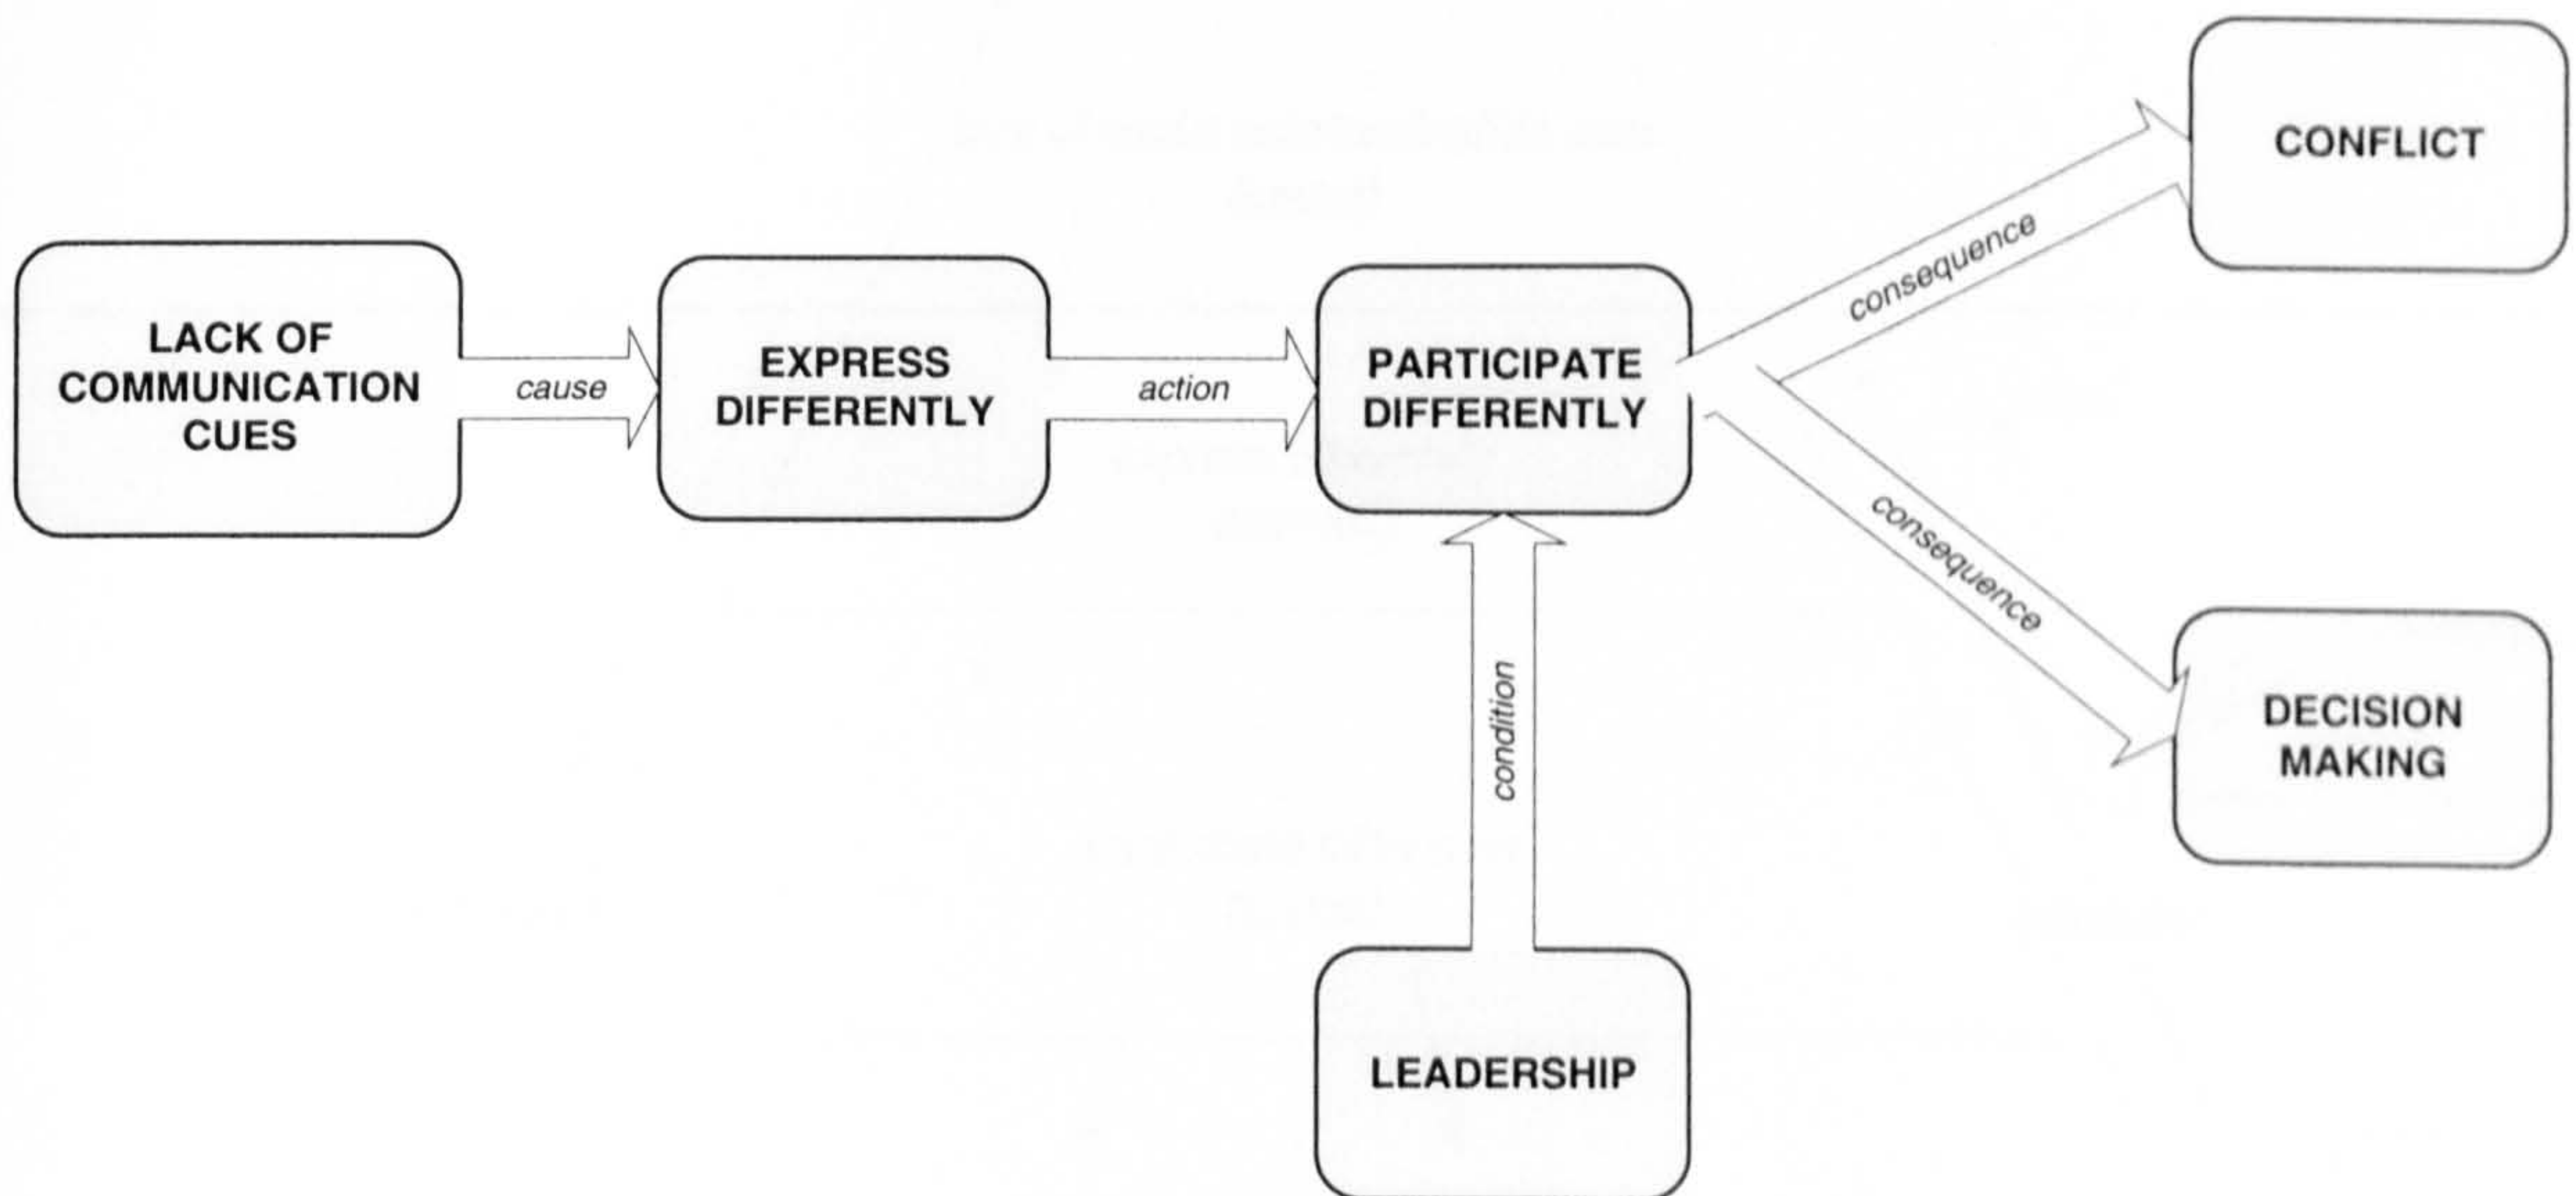 CONFLICT
consequence
LACK OF
COMMUNICATION
CUES
cause
EXPRESS
DIFFERENTLY
action
PARTICIPATE
DIFFERENTLY
consequence
DECISION
MAKING
condition
LEADERSHIP